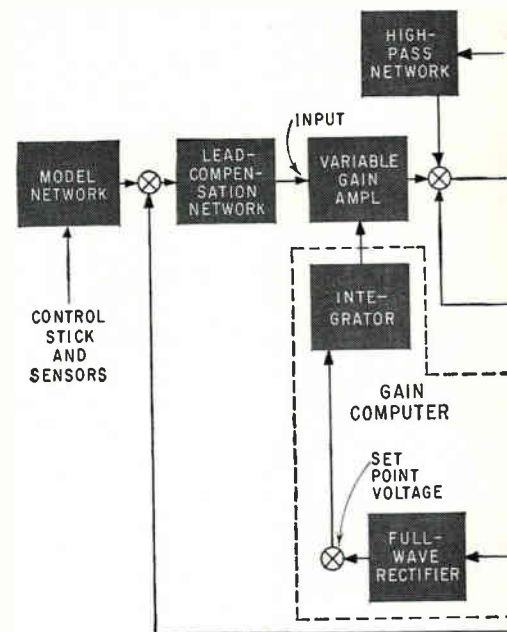 HIGH-
PASS
NETWORK
INPUT
MODEL
NETWORK
LEAD-
COMPEN-
SATION
NETWORK
VARIABLE
GAIN
AMPL
CONTROL
STICK
AND
SENSORS
INTE-
GRATOR
GAIN
COMPUTER
SET
POINT
VOLTAGE
FULL-
WAVE
RECTIFIER